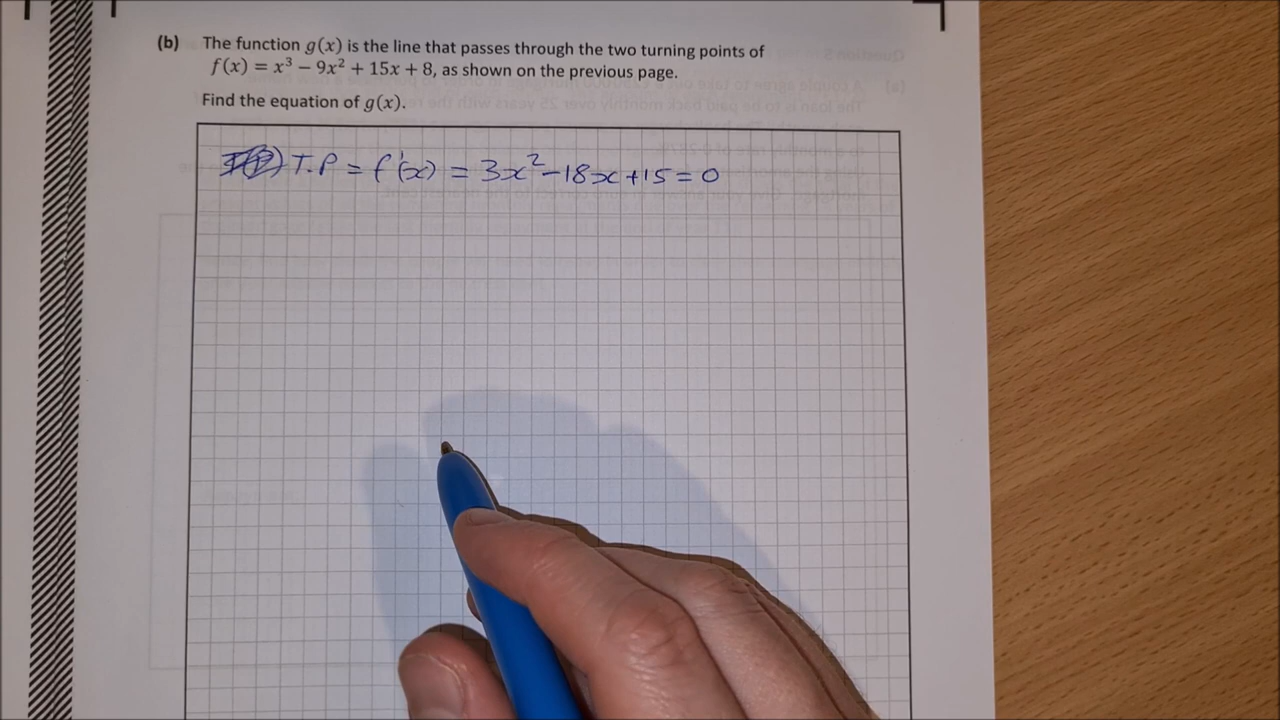 (b) The function g(x) is the line that passes through the two turning points of
f(x) = x³ − 9x² + 15x + 8, as shown on the previous page.
Find the equation of g(x).
T.P = f'(x) = 3x² − 18x + 15 = 0